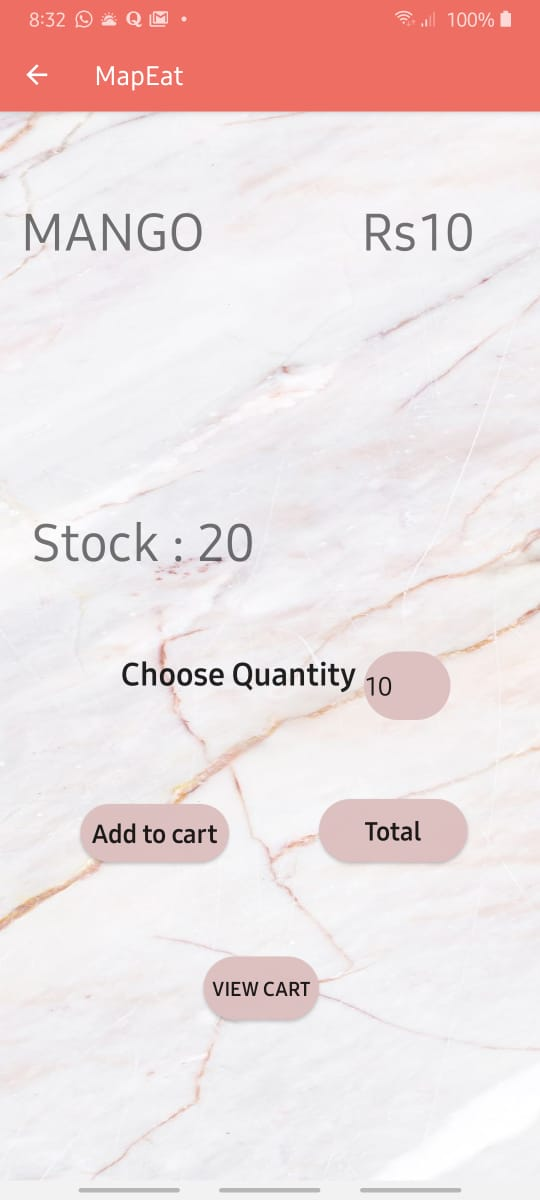 8:32 100%
MapEat
MANGO Rs10
Stock : 20
Choose Quantity 10
Add to cart Total
VIEW CART